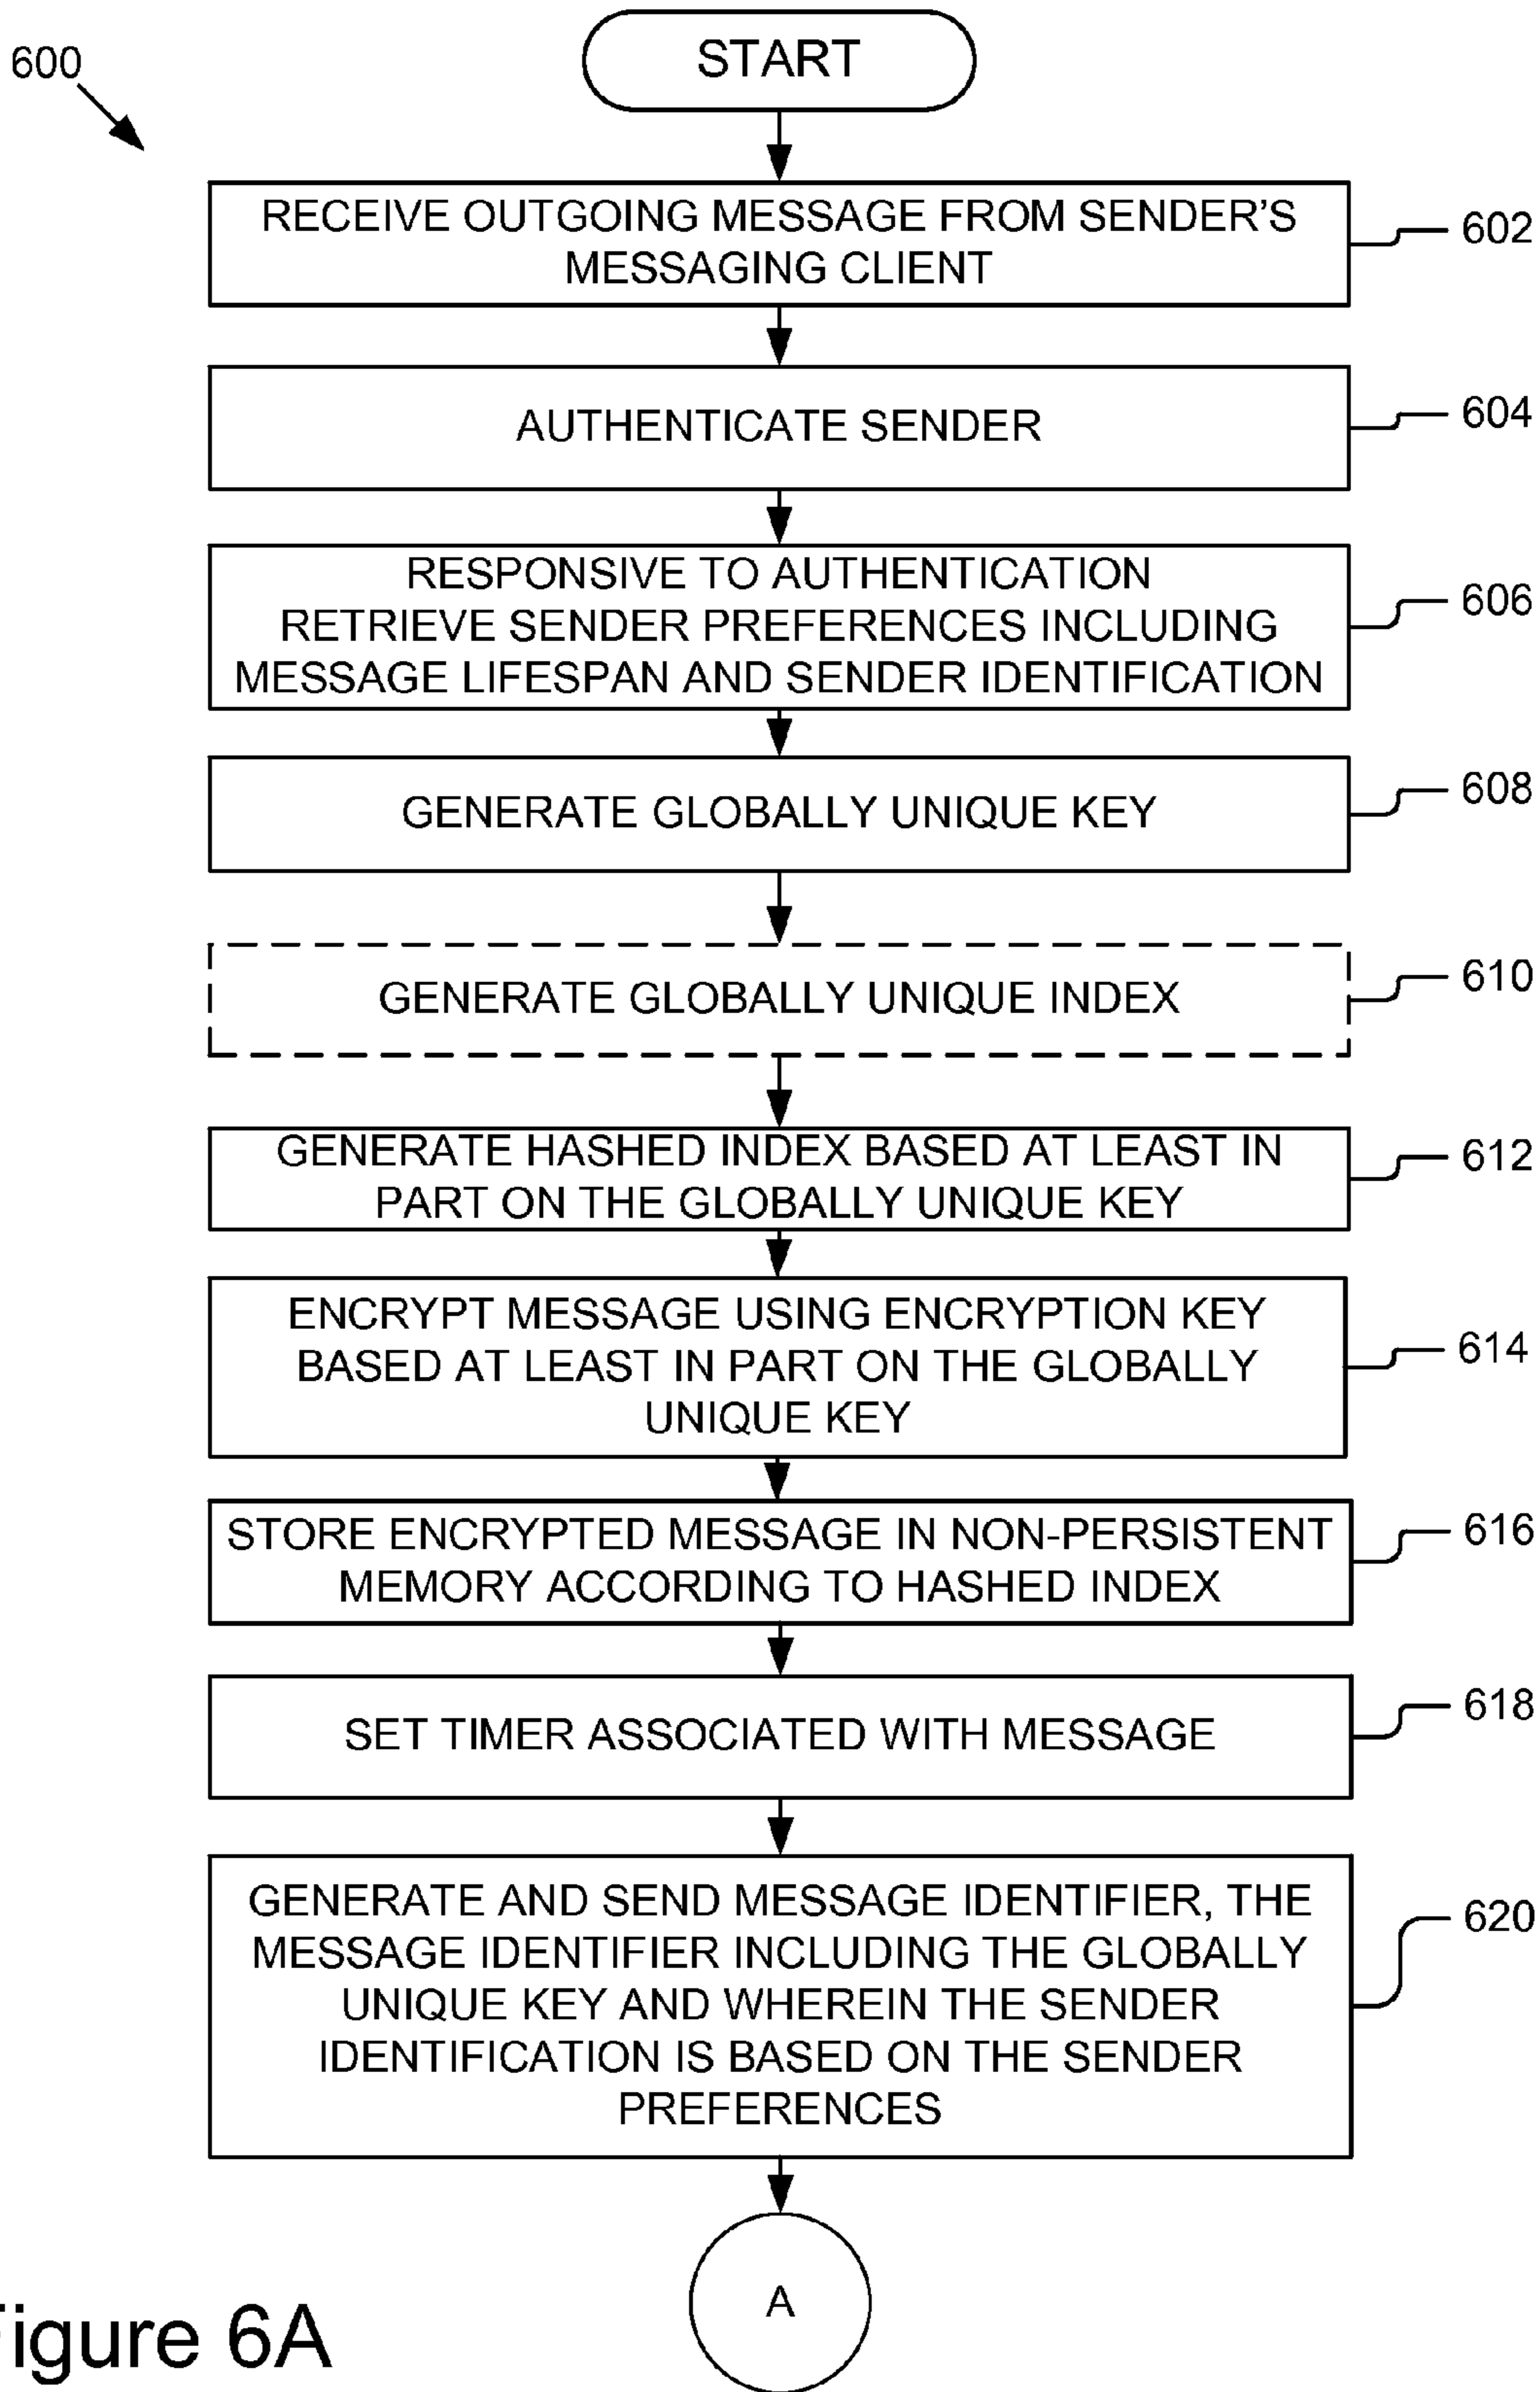 START
600
RECEIVE OUTGOING MESSAGE FROM SENDER'S
MESSAGING CLIENT
602
AUTHENTICATE SENDER
604
RESPONSIVE TO AUTHENTICATION
RETRIEVE SENDER PREFERENCES INCLUDING
MESSAGE LIFESPAN AND SENDER IDENTIFICATION
606
GENERATE GLOBALLY UNIQUE KEY
608
GENERATE GLOBALLY UNIQUE INDEX
610
GENERATE HASHED INDEX BASED AT LEAST IN
PART ON THE GLOBALLY UNIQUE KEY
612
ENCRYPT MESSAGE USING ENCRYPTION KEY
BASED AT LEAST IN PART ON THE GLOBALLY
UNIQUE KEY
614
STORE ENCRYPTED MESSAGE IN NON-PERSISTENT
MEMORY ACCORDING TO HASHED INDEX
616
SET TIMER ASSOCIATED WITH MESSAGE
618
GENERATE AND SEND MESSAGE IDENTIFIER, THE
MESSAGE IDENTIFIER INCLUDING THE GLOBALLY
UNIQUE KEY AND WHEREIN THE SENDER
IDENTIFICATION IS BASED ON THE SENDER
PREFERENCES
620
A
Figure 6A